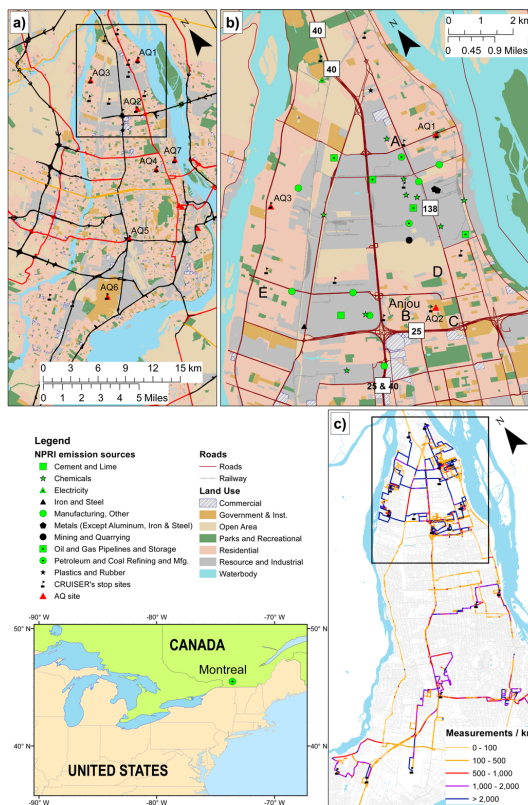 a)
N
AQ1
AQ3
AQ2
AQ7
AQ4
AQ5
AQ6
0 3 6 9 12 15 km
0 1 2 3 4 5 Miles
b)
N
0 1 2 km
0 0.45 0.9 Miles
40
40
A
AQ1
AQ3
138
D
E
Anjou
B
AQ2
C
25
25 & 40
Legend
NPRI emission sources
Cement and Lime
Chemicals
Electricity
Iron and Steel
Manufacturing, Other
Metals (Except Aluminum, Iron & Steel)
Mining and Quarrying
Oil and Gas Pipelines and Storage
Petroleum and Coal Refining and Mfg.
Plastics and Rubber
CRUISER's stop sites
AQ site
Roads
Roads
Railway
Land Use
Commercial
Government & Inst.
Open Area
Parks and Recreational
Residential
Resource and Industrial
Waterbody
c)
N
Measurements / km
0 - 100
100 - 500
500 - 1,000
1,000 - 2,000
> 2,000
-90° W
-80° W
-70° W
50° N
50° N
CANADA
Montreal
40° N
40° N
UNITED STATES
-90° W
-80° W
-70° W